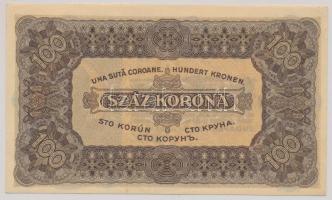 100 100
UNA SUTĂ COROANE. HUNDERT KRONEN.
SZÁZ KORONA
STO KORÚN СТО КРУНА.
СТО КОРУНЪ.
100 100